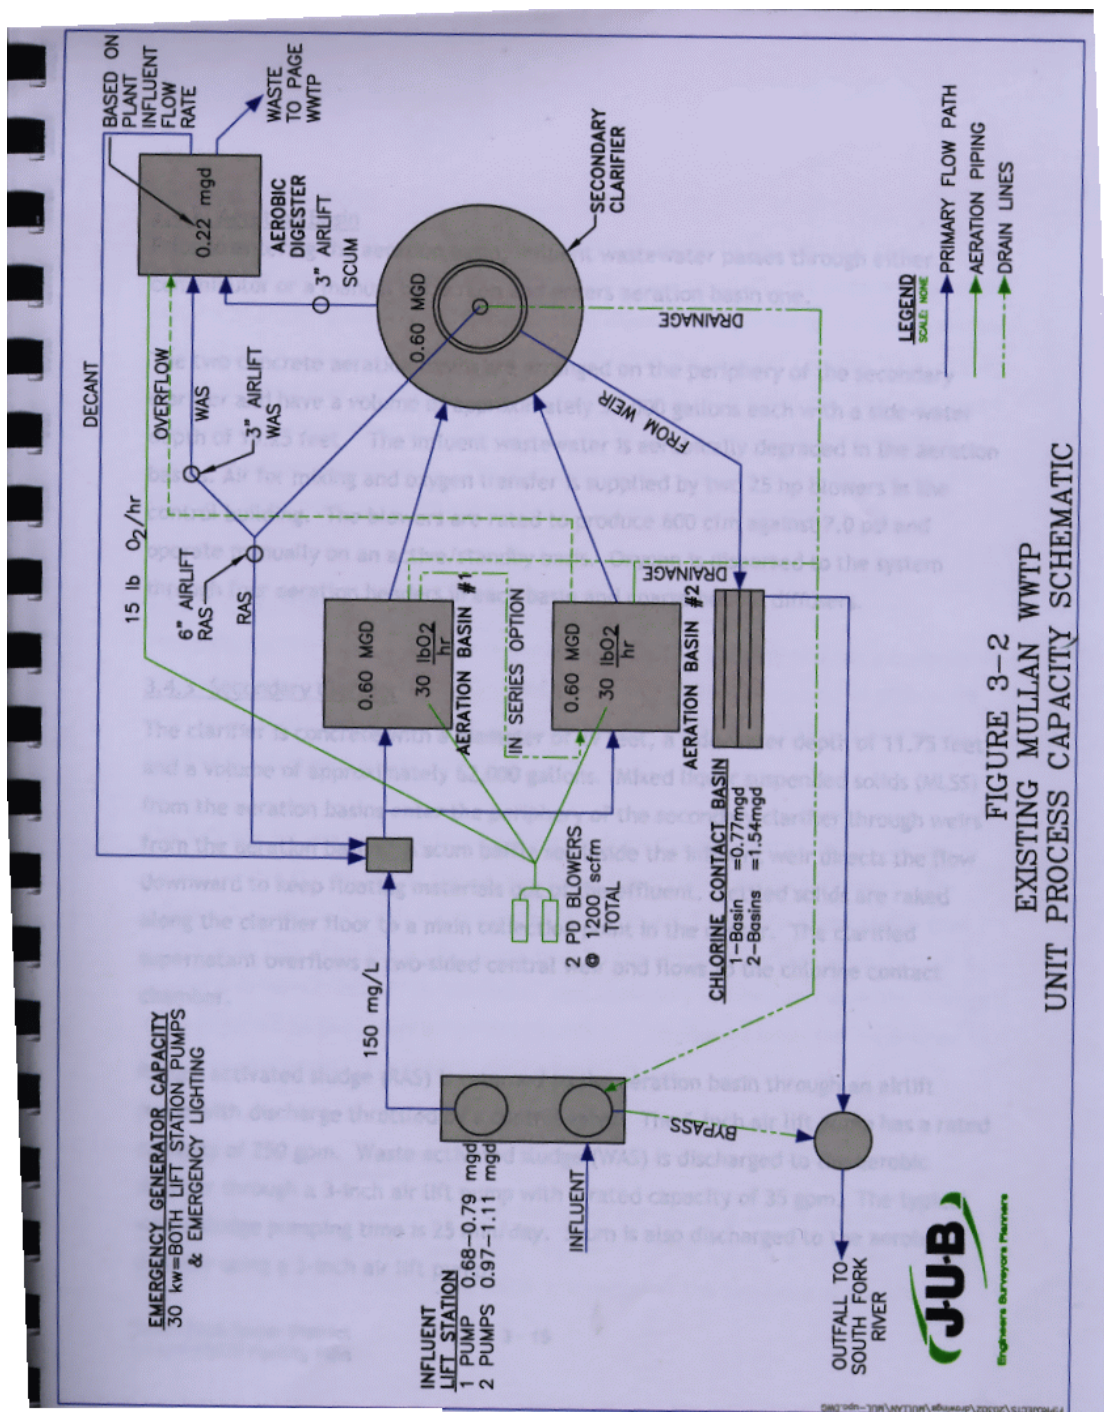 EMERGENCY GENERATOR CAPACITY
30 kw=BOTH LIFT STATION PUMPS
& EMERGENCY LIGHTING
INFLUENT
LIFT STATION
1 PUMP 0.68-0.79 mgd
2 PUMPS 0.97-1.11 mgd
INFLUENT
BYPASS
OUTFALL TO
SOUTH FORK
RIVER
150 mg/L
DECANT
15 lb O2/hr
OVERFLOW
6" AIRLIFT
RAS
RAS
WAS
3" AIRLIFT
WAS
BASED ON
PLANT
INFLUENT
FLOW
RATE
0.22 mgd
WASTE
TO PAGE
WWTP
AEROBIC
DIGESTER
3" AIRLIFT
SCUM
0.60 MGD
SECONDARY
CLARIFIER
0.60 MGD
30 lbO2
hr
AERATION BASIN #1
IN SERIES OPTION
0.60 MGD
30 lbO2
hr
AERATION BASIN #2
2 PD BLOWERS
@ 1200 scfm
TOTAL
CHLORINE CONTACT BASIN
1-Basin =0.77mgd
2-Basins =1.54mgd
DRAINAGE
FROM WEIR
DRAINAGE
LEGEND
SCALE: NONE
PRIMARY FLOW PATH
AERATION PIPING
DRAIN LINES
J-U-B
Engineers Surveyors Planners
FIGURE 3-2
EXISTING MULLAN WWTP
UNIT PROCESS CAPACITY SCHEMATIC